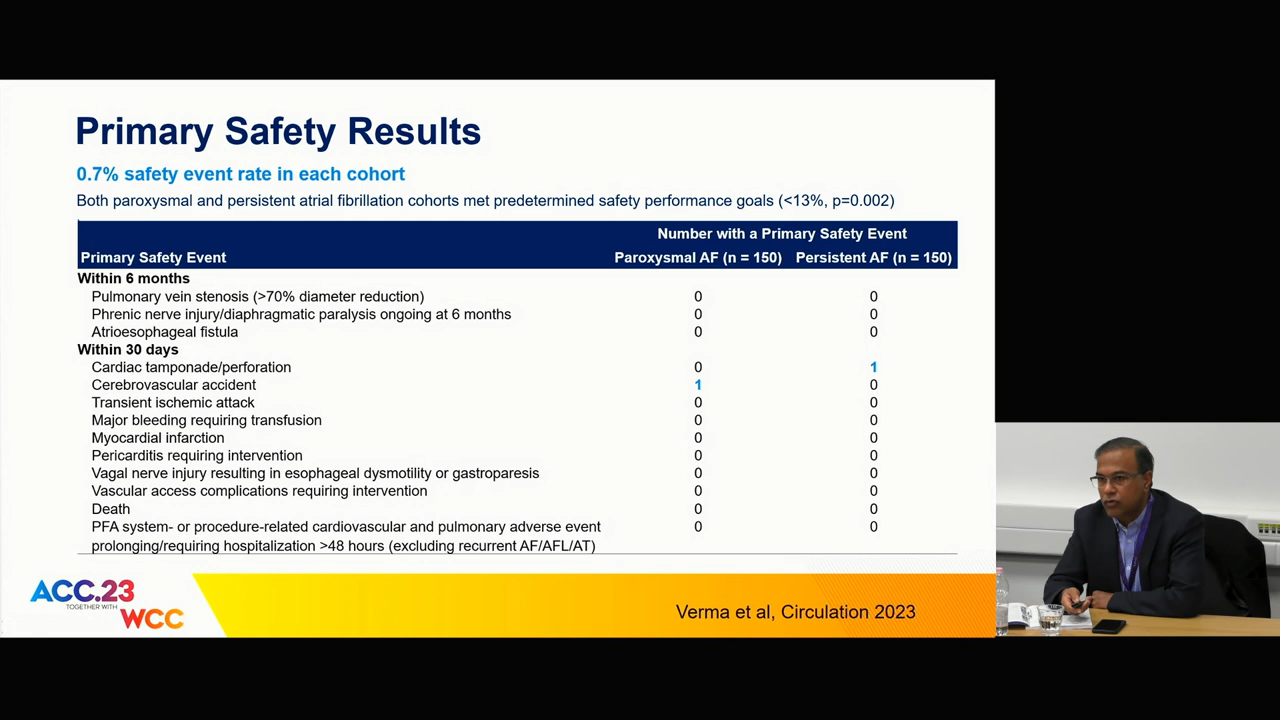 Primary Safety Results
0.7% safety event rate in each cohort
Both paroxysmal and persistent atrial fibrillation cohorts met predetermined safety performance goals (<13%, p=0.002)
Number with a Primary Safety Event
Primary Safety Event Paroxysmal AF (n = 150) Persistent AF (n = 150)
Within 6 months
Pulmonary vein stenosis (>70% diameter reduction) 0 0
Phrenic nerve injury/diaphragmatic paralysis ongoing at 6 months 0 0
Atrioesophageal fistula 0 0
Within 30 days
Cardiac tamponade/perforation 0 1
Cerebrovascular accident 1 0
Transient ischemic attack 0 0
Major bleeding requiring transfusion 0 0
Myocardial infarction 0 0
Pericarditis requiring intervention 0 0
Vagal nerve injury resulting in esophageal dysmotility or gastroparesis 0 0
Vascular access complications requiring intervention 0 0
Death 0 0
PFA system- or procedure-related cardiovascular and pulmonary adverse event 0 0
prolonging/requiring hospitalization >48 hours (excluding recurrent AF/AFL/AT)
ACC.23
TOGETHER WITH
WCC
Verma et al, Circulation 2023